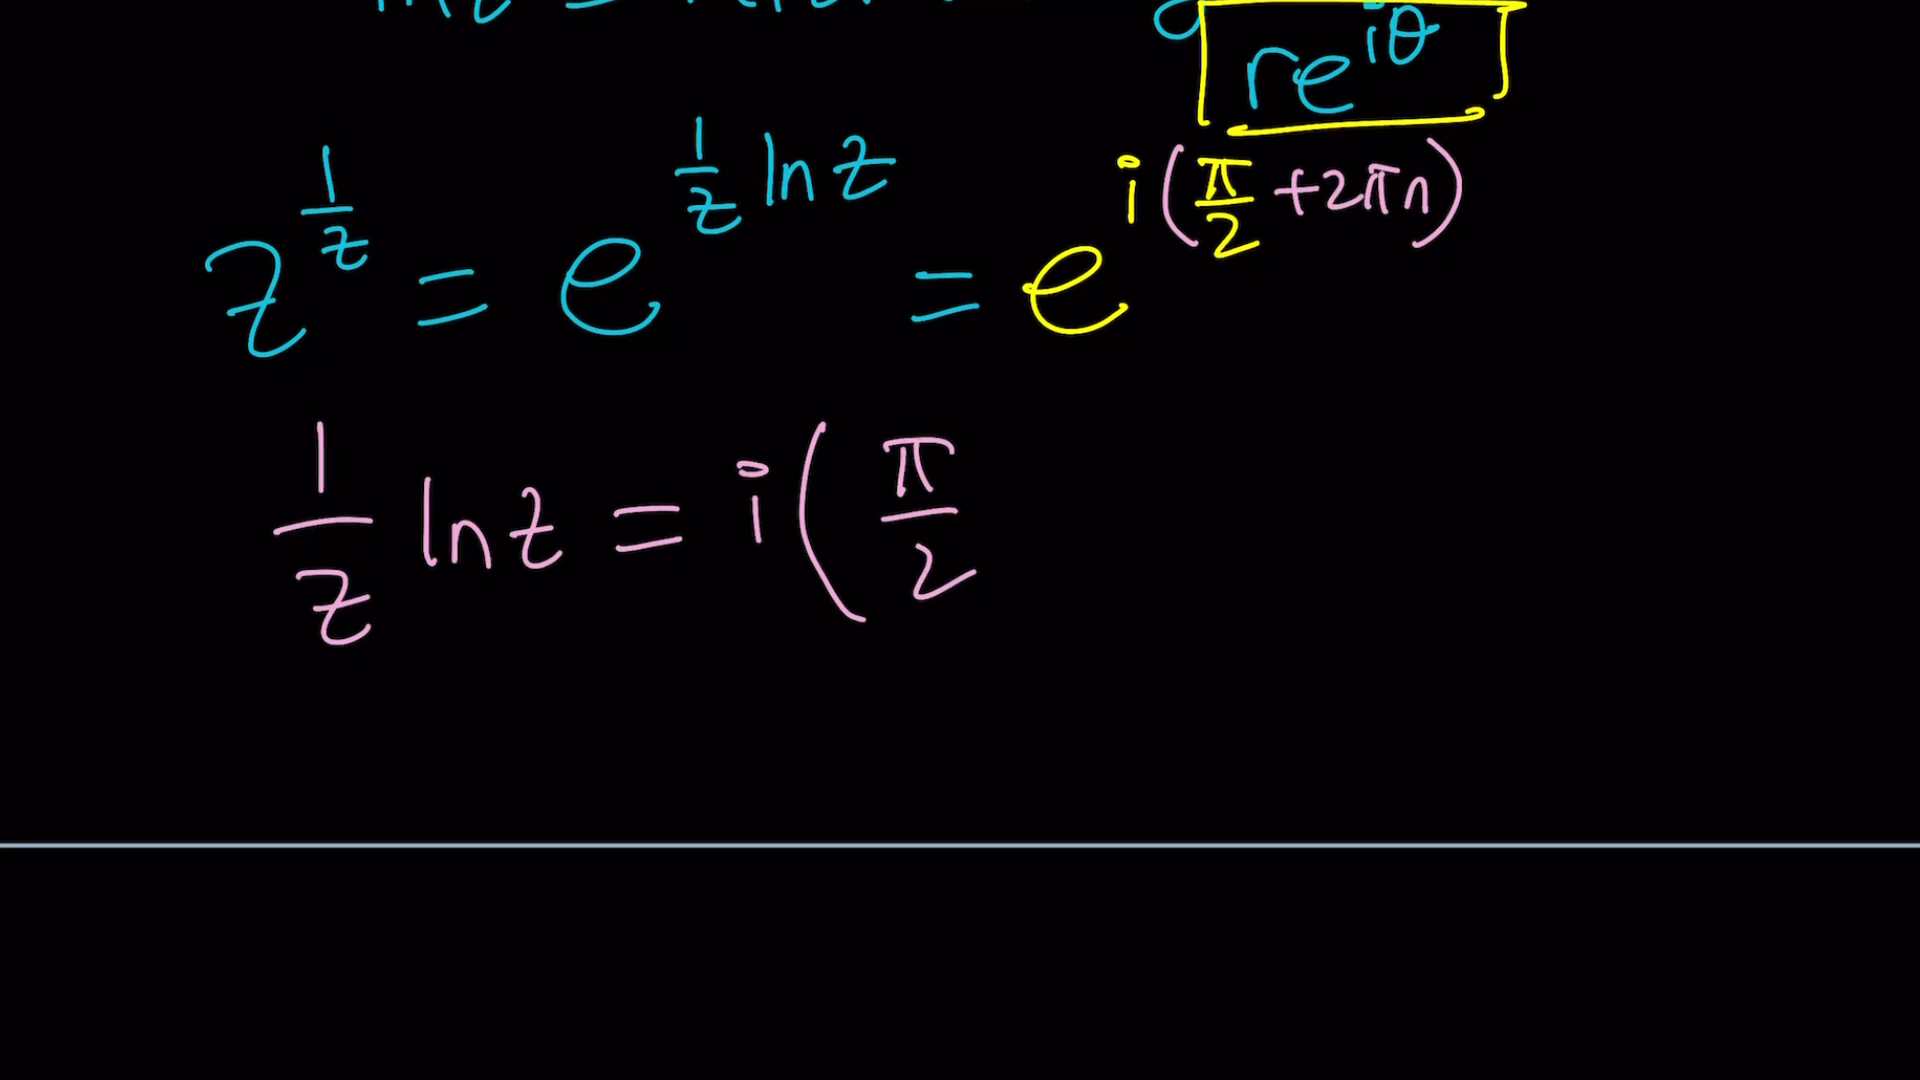 re^{iθ}
z^{1/z} = e^{1/z ln z} = e^{i(π/2 + 2πn)}
1/z ln z = i(π/2